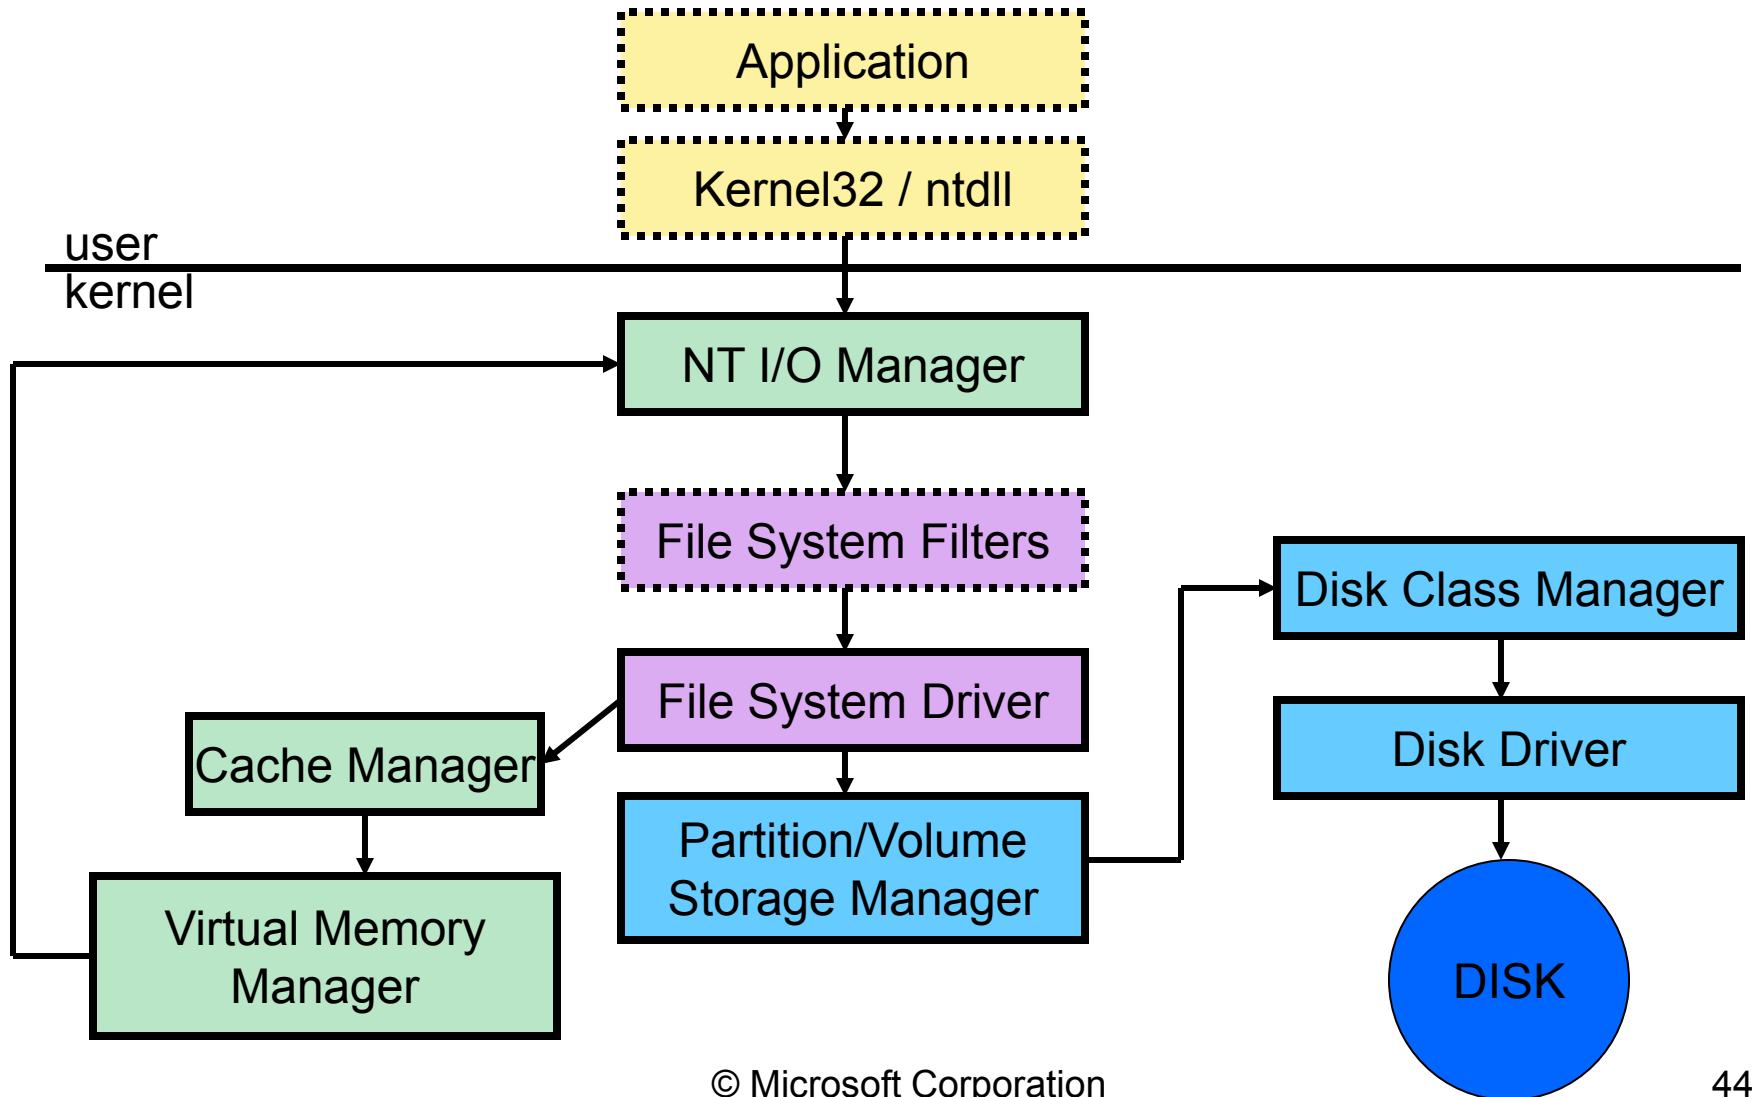 Application
Kernel32 / ntdll
user
kernel
NT I/O Manager
File System Filters
Disk Class Manager
File System Driver
Disk Driver
Cache Manager
Partition/Volume
Storage Manager
Virtual Memory
Manager
DISK
© Microsoft Corporation
44